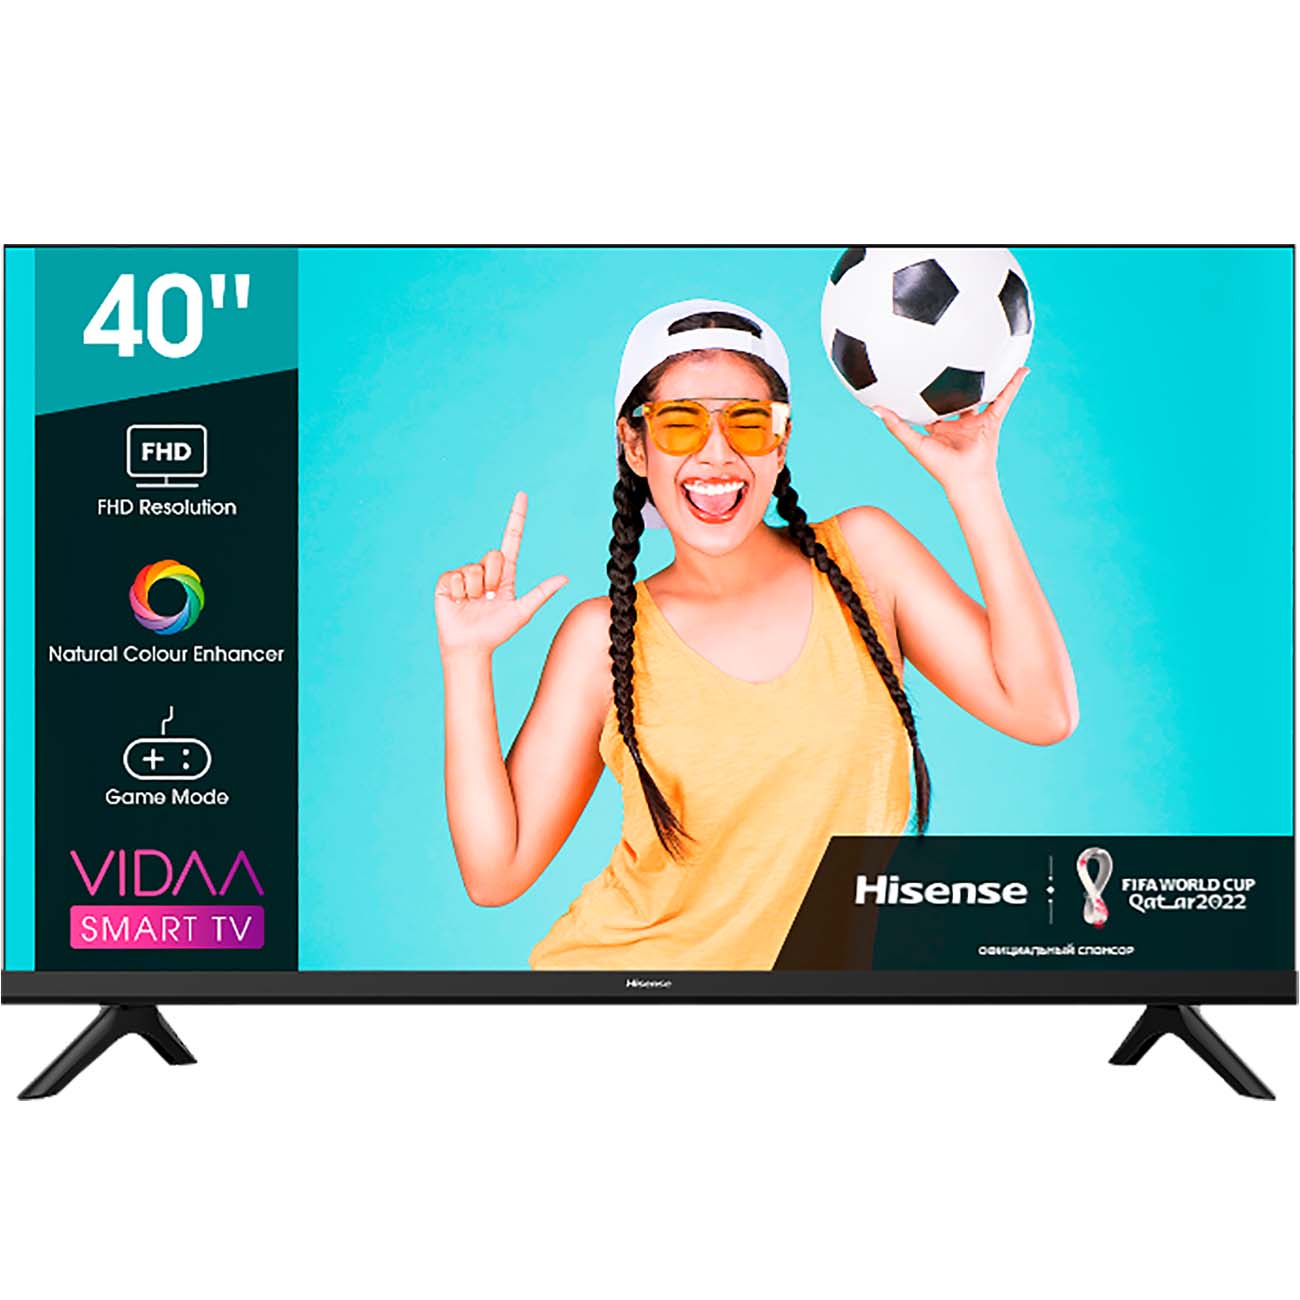 40"
FHD
FHD Resolution
Natural Colour Enhancer
Game Mode
VIDAA
SMART TV
Hisense
FIFA WORLD CUP
Qatar2022
ОФИЦИАЛЬНЫЙ СПОНСОР
Hisense